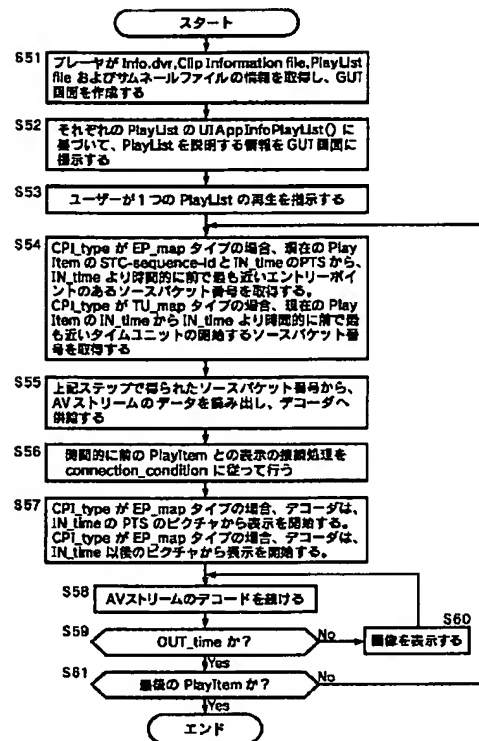 スタート
S51
プレーヤが Info.dvr,Clip Information file,PlayList
file およびサムネールファイルの情報を取得し、GUT
画面を作成する
S52
それぞれの PlayList の UIAppInfoPlayList() に
基づいて、PlayList を説明する情報を GUT画面に
指示する
S53
ユーザーが1つの PlayList の再生を指示する
S54
CPI_type が EP_map タイプの場合、現在の Play
Item の STC-sequence-id と IN_time のPTS から、
IN_time より時間的に前で最も近いエントリーポイ
ントのあるソースパケット番号を取得する。
CPI_type が TU_map タイプの場合、現在の Play
Item の IN_time から IN_time より時間的に前で最
も近いタイムユニットの開始するソースパケット番
号を取得する
S55
上記ステップで得られたソースパケット番号から、
AVストリームのデータを読み出し、デコーダへ
供給する
S56
時間的に前の PlayItem との表示の接続処理を
connection_condition に従って行う
S57
CPI_type が EP_map タイプの場合、デコーダは、
IN_time の PTS のピクチャから表示を開始する。
CPI_type が EP_map タイプの場合、デコーダは、
IN_time 以後のピクチャから表示を開始する。
S58
AVストリームのデコードを続ける
S59
OUT_time か?
No
S60
画像を表示する
Yes
S61
最後の PlayItem か?
No
Yes
エンド